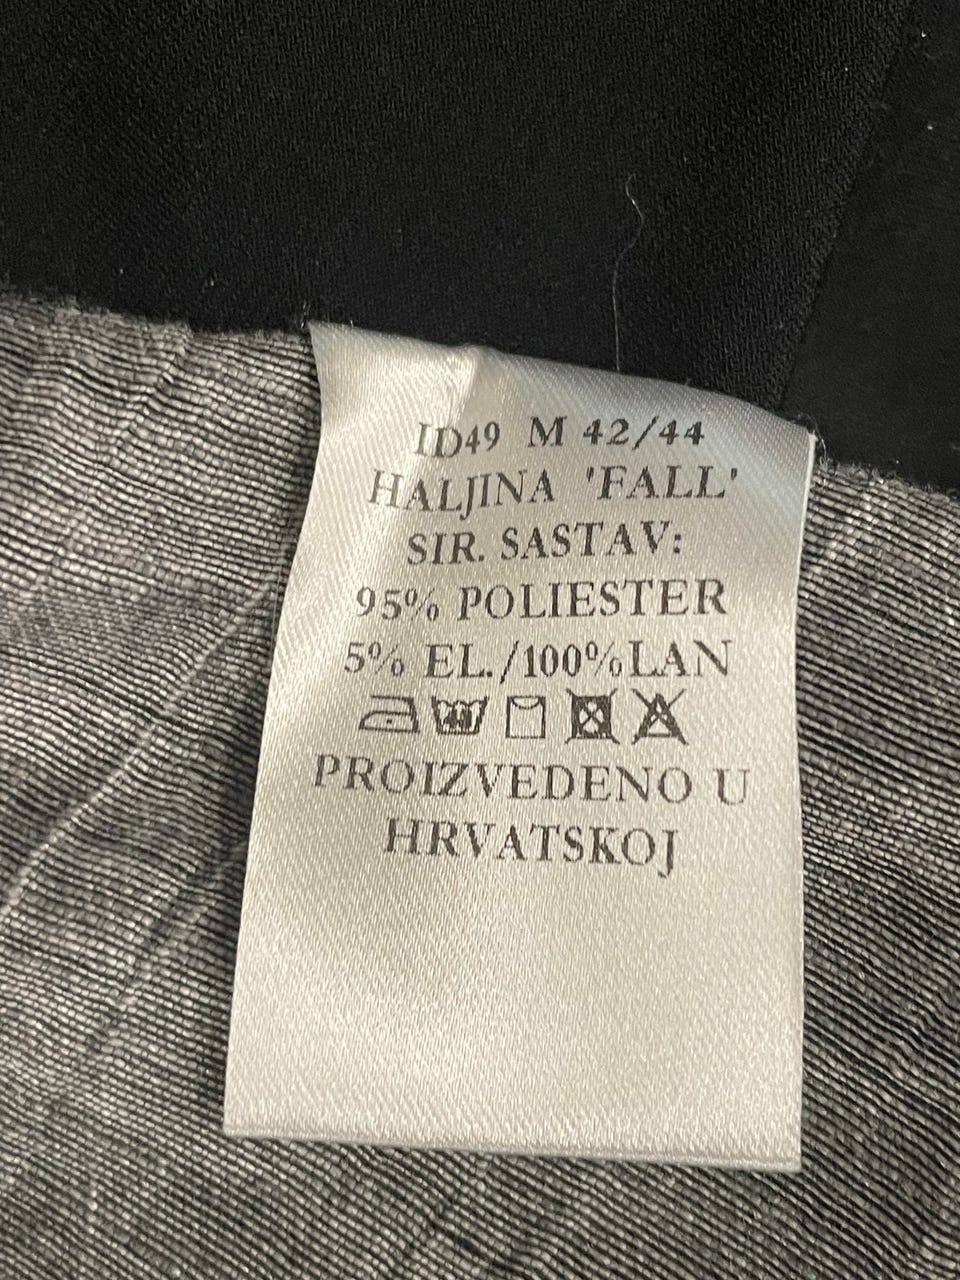 ID49 M 42/44
HALJINA 'FALL'
SIR. SASTAV:
95% POLIESTER
5% EL./100%LAN
PROIZVEDENO U
HRVATSKOJ